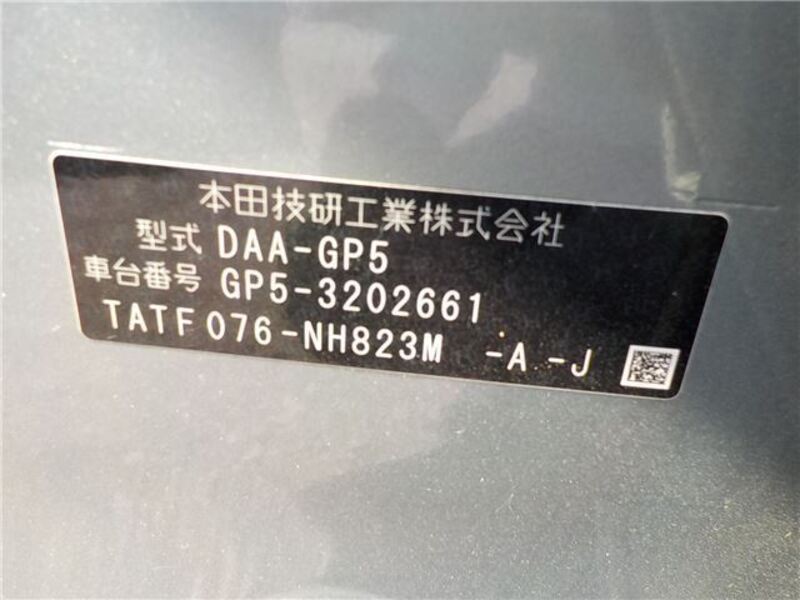 本田技研工業株式会社
型式 DAA-GP5
車台番号 GP5-3202661
TATF076-NH823M -A -J